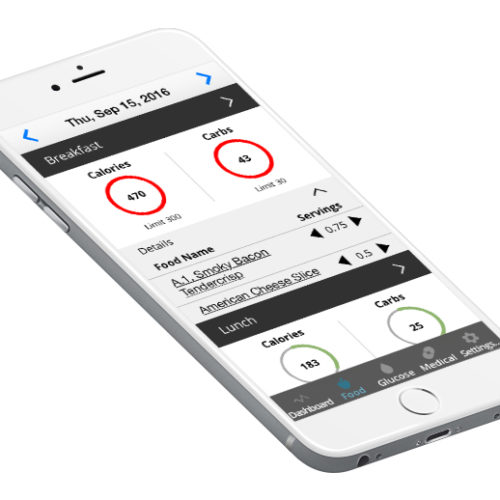 Thu, Sep 15, 2016
Breakfast
Calories Carbs
470 43
Limit 300 Limit 30
Details
Food Name Servings
A.1. Smoky Bacon 0.75
Tendercrisp
American Cheese Slice 0.5
Lunch
Calories Carbs
183 25
Dashboard Food Glucose Medical Settings...